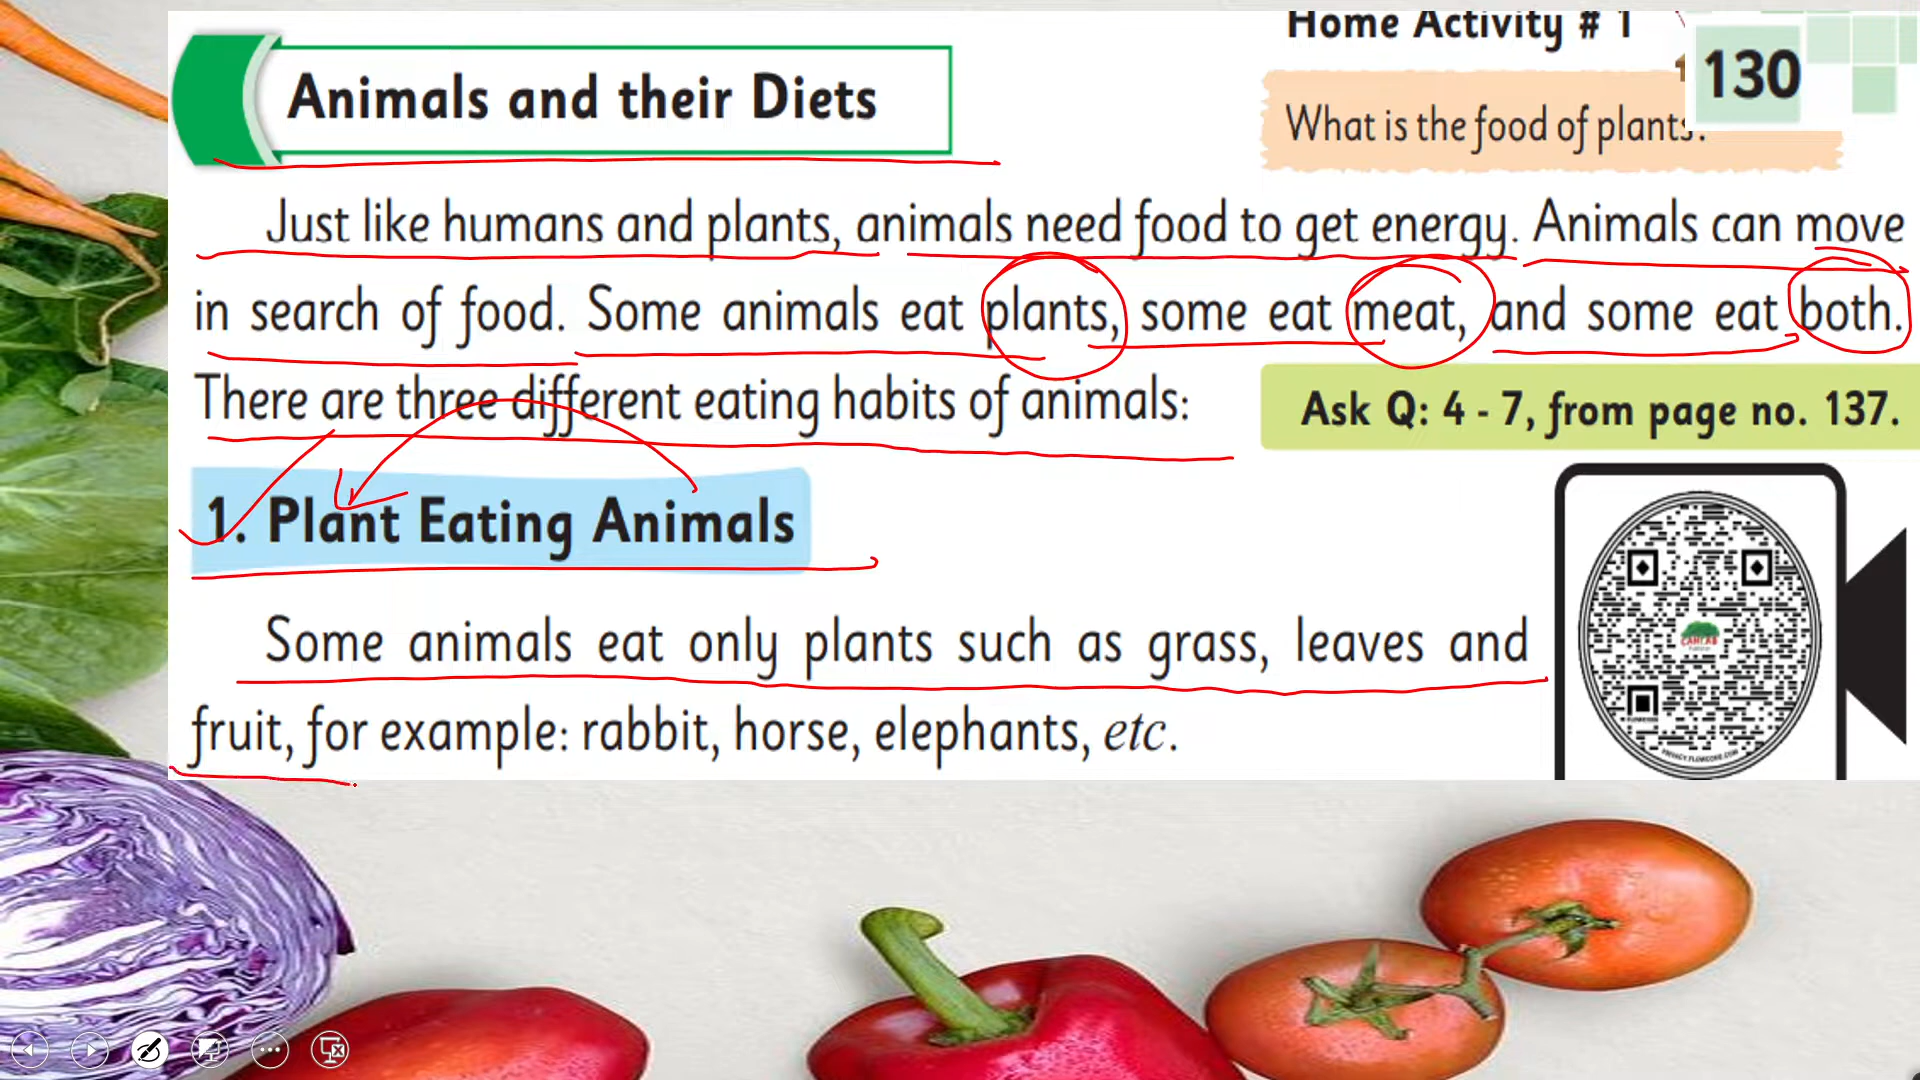 Home Activity # 1
130
Animals and their Diets
What is the food of plants?
Just like humans and plants, animals need food to get energy. Animals can move
in search of food. Some animals eat plants, some eat meat, and some eat both.
There are three different eating habits of animals:
Ask Q: 4 - 7, from page no. 137.
1. Plant Eating Animals
Some animals eat only plants such as grass, leaves and
fruit, for example: rabbit, horse, elephants, etc.